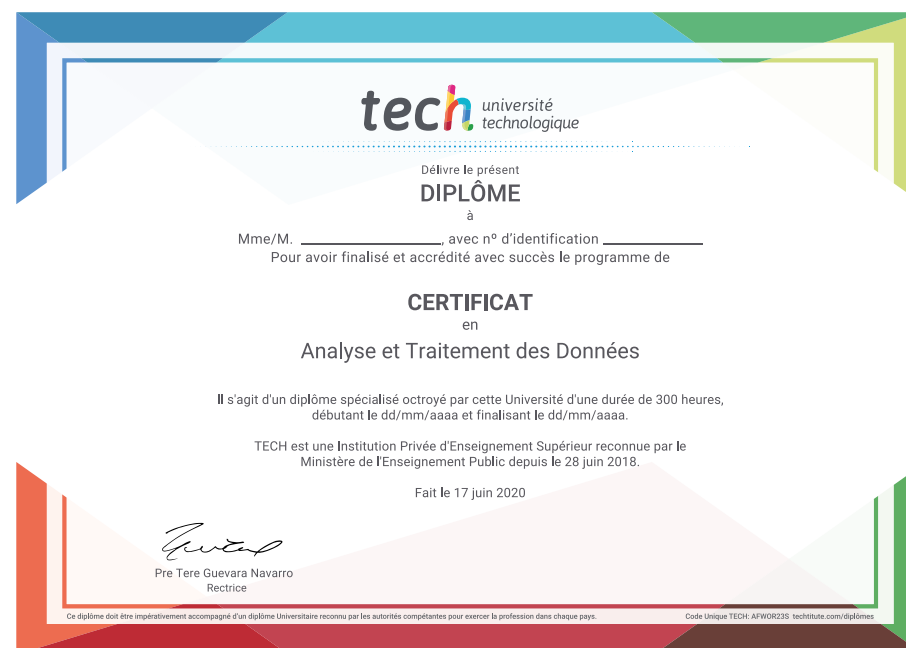 tech université
technologique
Délivre le présent
DIPLÔME
à
Mme/M. ____________________, avec nº d'identification ______________
Pour avoir finalisé et accrédité avec succès le programme de
CERTIFICAT
en
Analyse et Traitement des Données
Il s'agit d'un diplôme spécialisé octroyé par cette Université d'une durée de 300 heures,
débutant le dd/mm/aaaa et finalisant le dd/mm/aaaa.
TECH est une Institution Privée d'Enseignement Supérieur reconnue par le
Ministère de l'Enseignement Public depuis le 28 juin 2018.
Fait le 17 juin 2020
Pre Tere Guevara Navarro
Rectrice
Ce diplôme doit être impérativement accompagné d'un diplôme Universitaire reconnu par les autorités compétantes pour exercer la profession dans chaque pays.
Code Unique TECH: AFWOR23S techtitute.com/diplômes